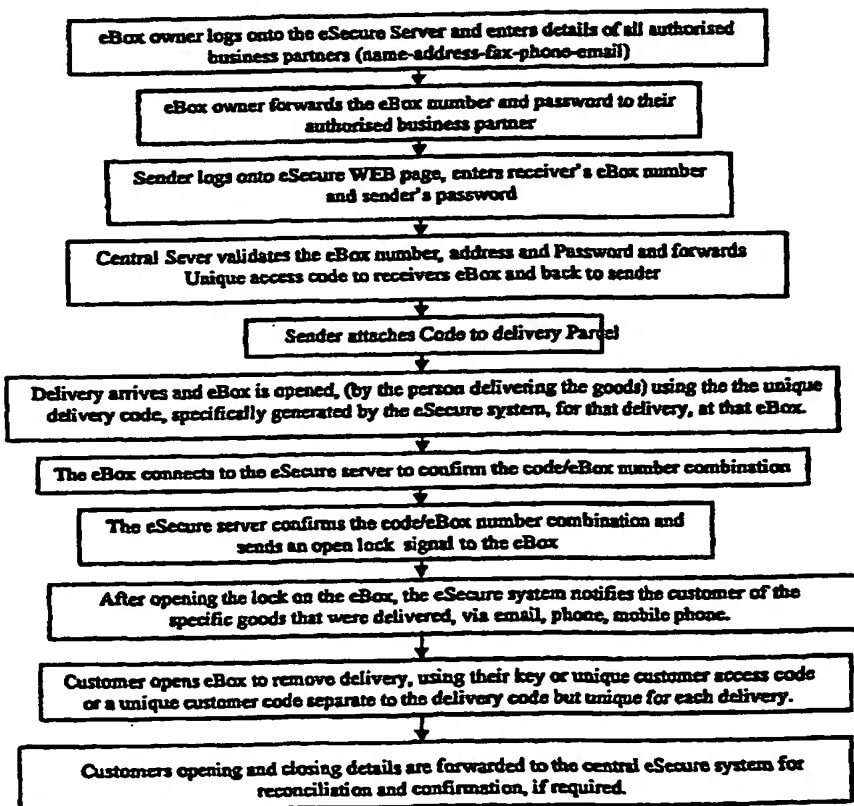 eBox owner logs onto the eSecure Server and enters details of all authorised
business partners (name-address-fax-phone-email)
eBox owner forwards the eBox number and password to their
authorised business partner
Sender logs onto eSecure WEB page, enters receiver's eBox number
and sender's password
Central Sever validates the eBox number, address and Password and forwards
Unique access code to receivers eBox and back to sender
Sender attaches Code to delivery Parcel
Delivery arrives and eBox is opened, (by the person delivering the goods) using the the unique
delivery code, specifically generated by the eSecure system, for that delivery, at that eBox.
The eBox connects to the eSecure server to confirm the code/eBox number combination
The eSecure server confirms the code/eBox number combination and
sends an open lock signal to the eBox
After opening the lock on the eBox, the eSecure system notifies the customer of the
specific goods that were delivered, via email, phone, mobile phone.
Customer opens eBox to remove delivery, using their key or unique customer access code
or a unique customer code separate to the delivery code but unique for each delivery.
Customers opening and closing details are forwarded to the central eSecure system for
reconciliation and confirmation, if required.